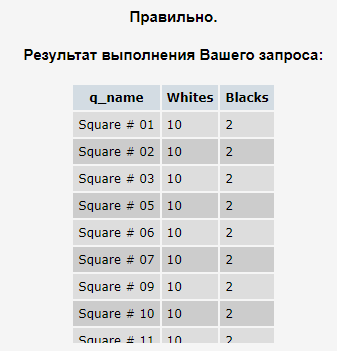 Правильно.
Результат выполнения Вашего запроса:
q_name Whites Blacks
Square # 01 10 2
Square # 02 10 2
Square # 03 10 2
Square # 05 10 2
Square # 06 10 2
Square # 07 10 2
Square # 09 10 2
Square # 10 10 2
Square # 11 10 2